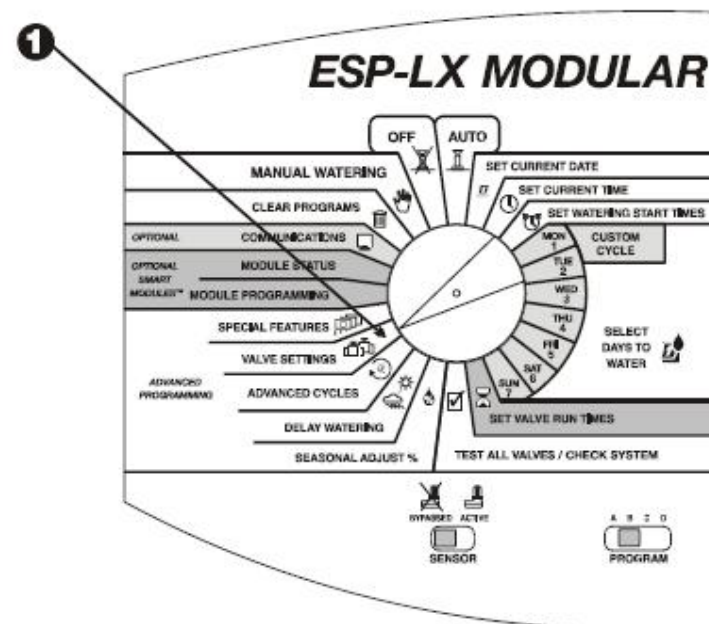 1
ESP-LX MODULAR
OFF
AUTO
MANUAL WATERING
SET CURRENT DATE
CLEAR PROGRAMS
SET CURRENT TIME
OPTIONAL
COMMUNICATIONS
SET WATERING START TIMES
OPTIONAL
SMART
MODULES™
MODULE STATUS
MODULE PROGRAMMING
MON
1
CUSTOM
CYCLE
TUE
2
WED
3
THU
4
FRI
5
SAT
6
SUN
7
SELECT
DAYS TO
WATER
SPECIAL FEATURES
VALVE SETTINGS
ADVANCED
PROGRAMMING
ADVANCED CYCLES
DELAY WATERING
SEASONAL ADJUST %
SET VALVE RUN TIMES
TEST ALL VALVES / CHECK SYSTEM
BYPASSED ACTIVE
SENSOR
A B C D
PROGRAM